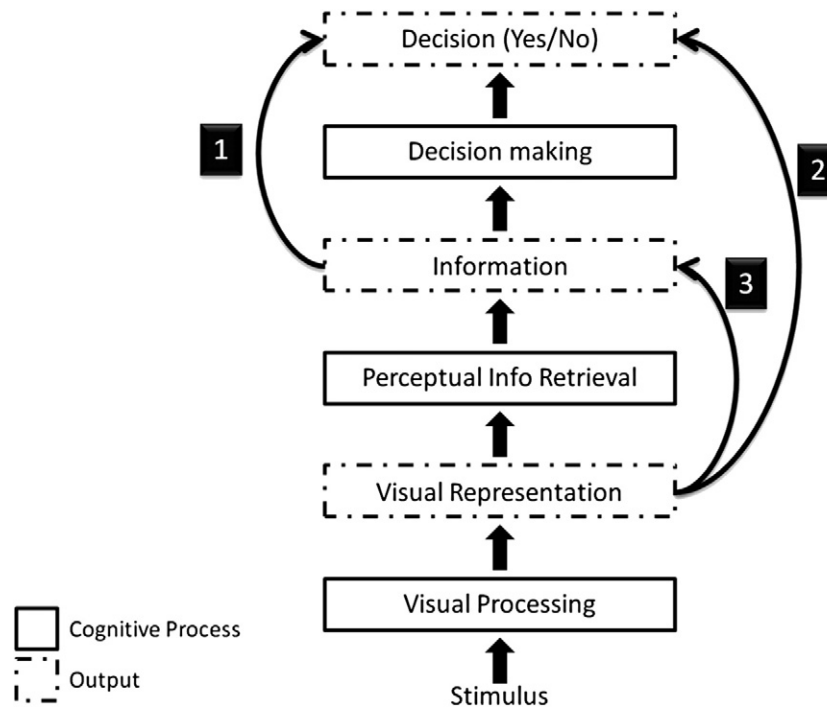 Decision (Yes/No)
1
Decision making
2
Information
3
Perceptual Info Retrieval
Visual Representation
Visual Processing
Cognitive Process
Output
Stimulus